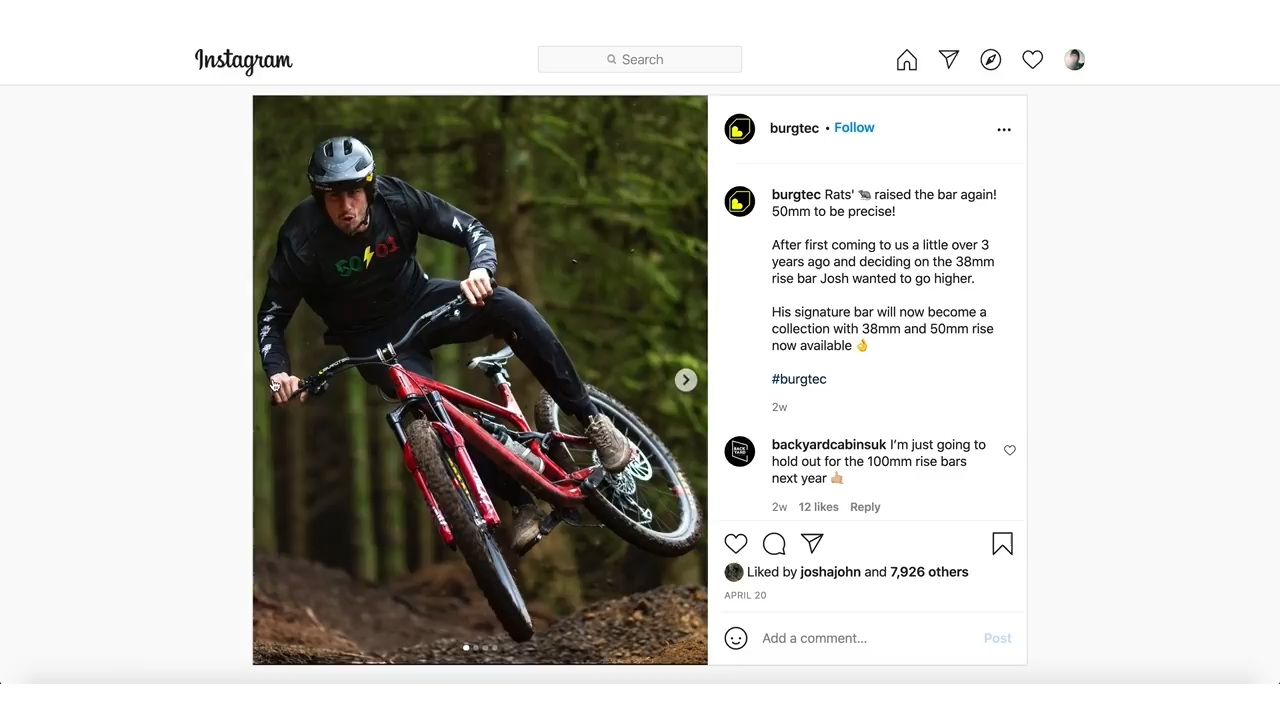 Instagram
Search
burgtec • Follow
burgtec Rats' 🐀 raised the bar again!
50mm to be precise!
After first coming to us a little over 3
years ago and deciding on the 38mm
rise bar Josh wanted to go higher.
His signature bar will now become a
collection with 38mm and 50mm rise
now available 👌
#burgtec
2w
BACK
YARD
backyardcabinsuk I'm just going to
hold out for the 100mm rise bars
next year 🤙🏼
2w 12 likes Reply
Liked by joshajohn and 7,926 others
APRIL 20
Add a comment... Post
50⚡01